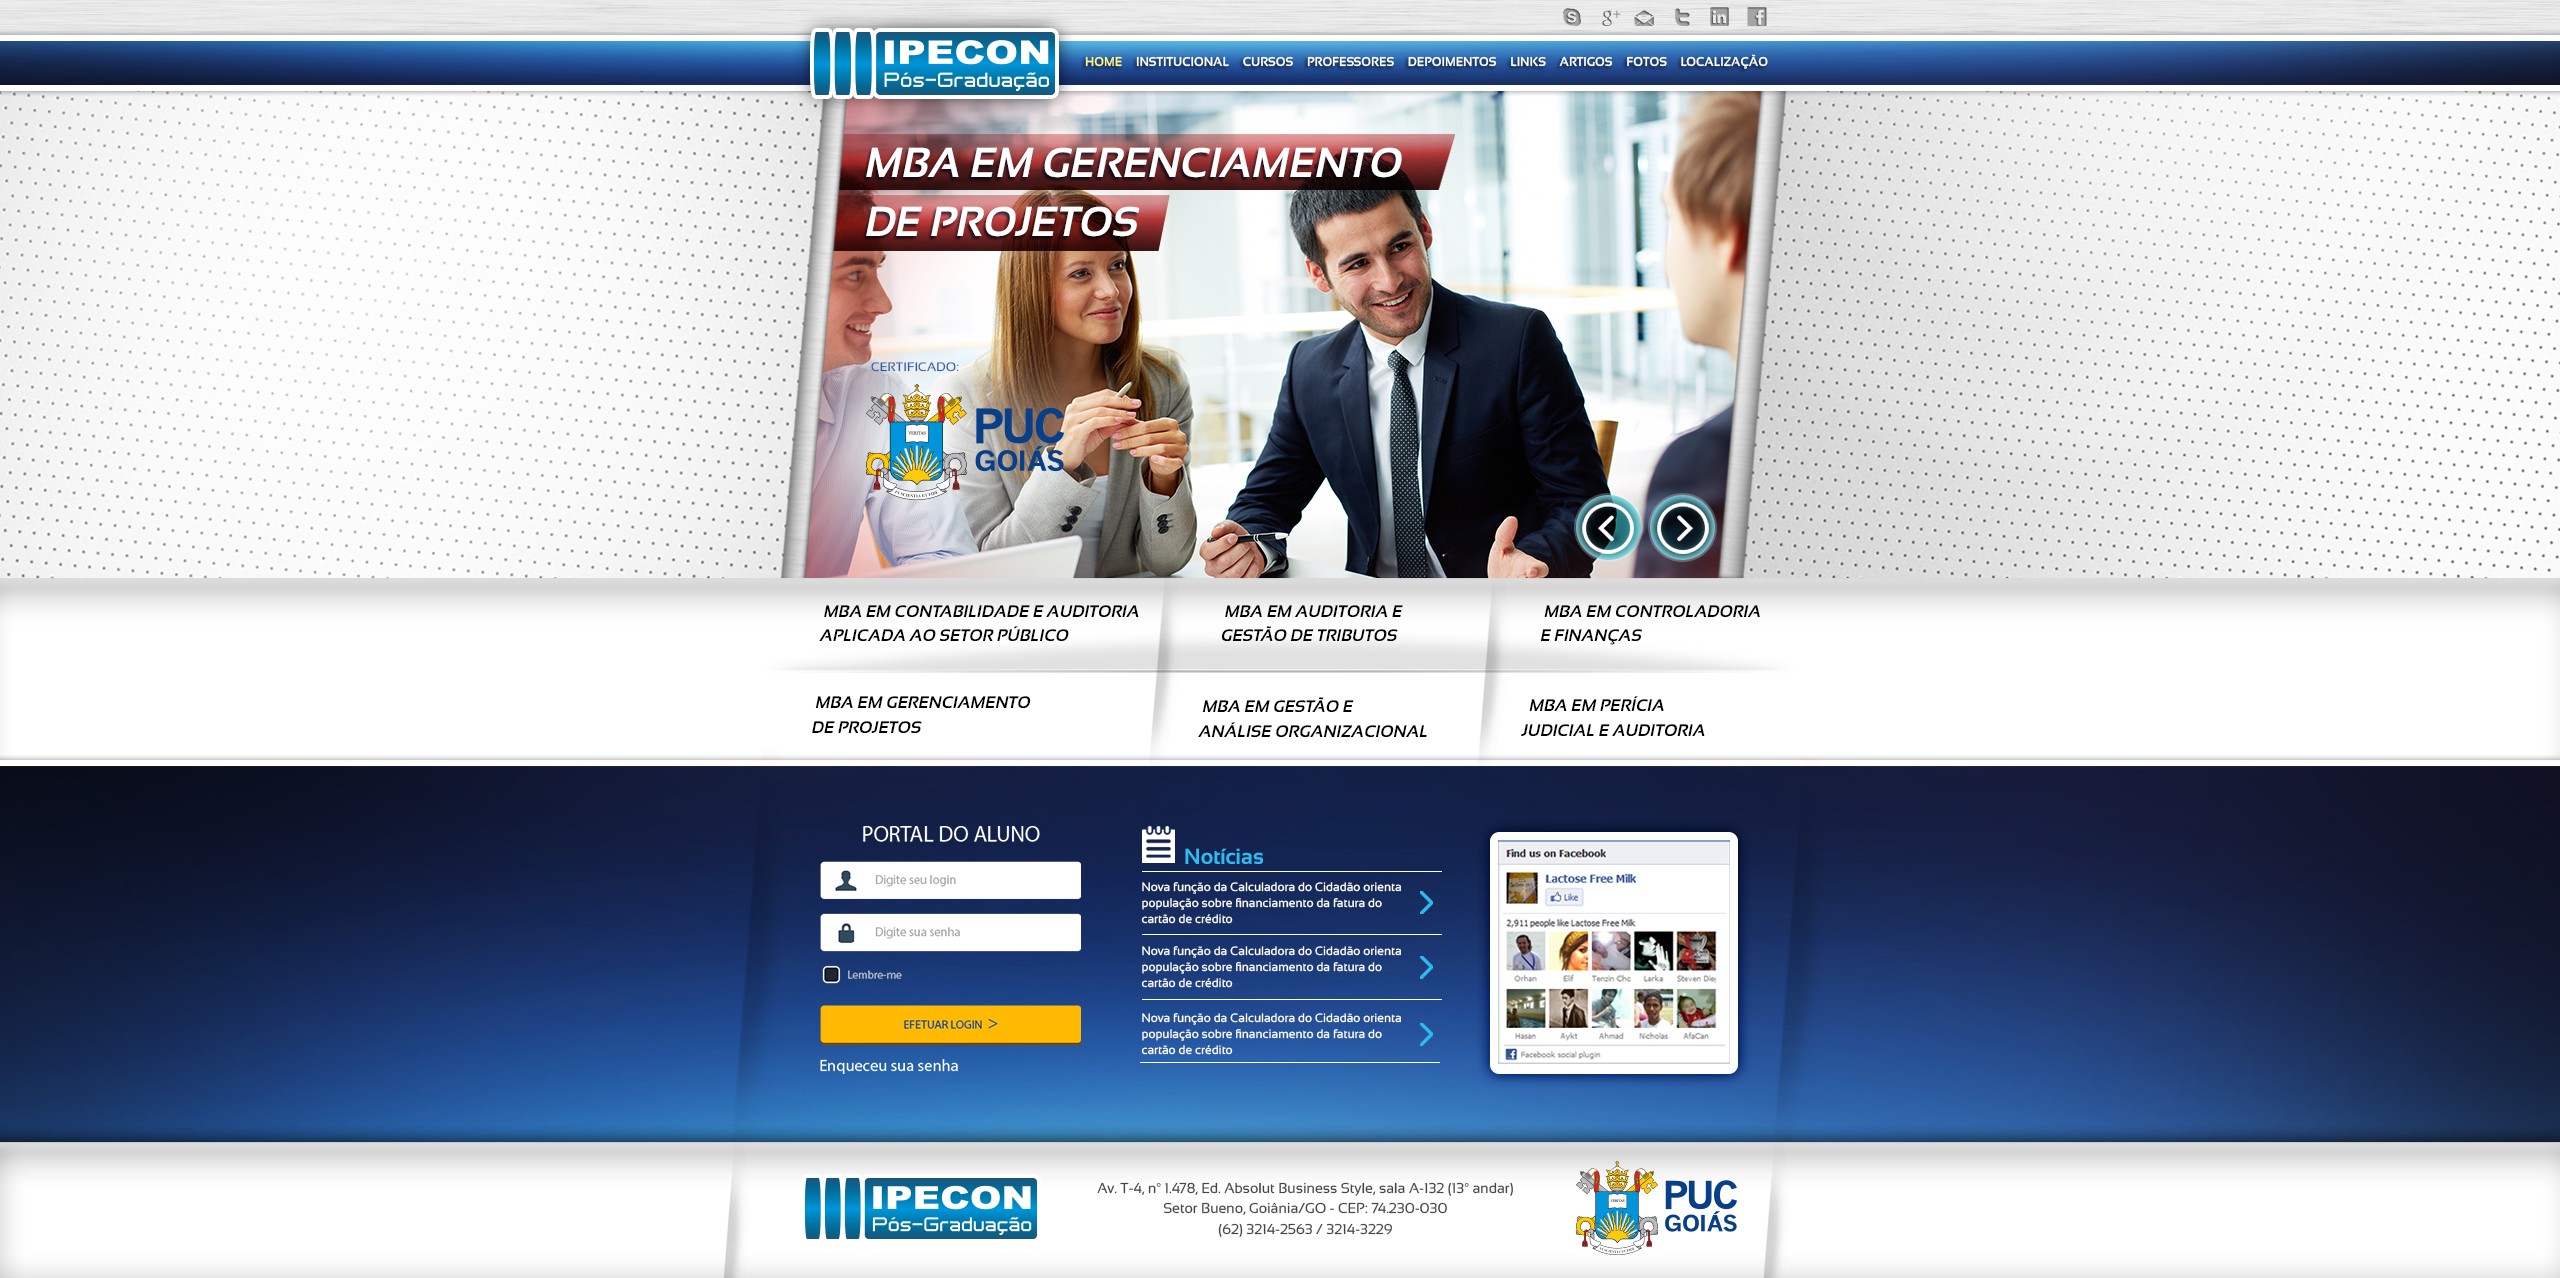 IPECON
Pós-Graduação
HOME INSTITUCIONAL CURSOS PROFESSORES DEPOIMENTOS LINKS ARTIGOS FOTOS LOCALIZAÇÃO
MBA EM GERENCIAMENTO
DE PROJETOS
CERTIFICADO:
VERITAS
PUC
GOIÁS
MBA EM CONTABILIDADE E AUDITORIA
APLICADA AO SETOR PÚBLICO
MBA EM AUDITORIA E
GESTÃO DE TRIBUTOS
MBA EM CONTROLADORIA
E FINANÇAS
MBA EM GERENCIAMENTO
DE PROJETOS
MBA EM GESTÃO E
ANÁLISE ORGANIZACIONAL
MBA EM PERÍCIA
JUDICIAL E AUDITORIA
PORTAL DO ALUNO
Digite seu login
Digite sua senha
Lembre-me
EFETUAR LOGIN >
Enqueceu sua senha
Notícias
Nova função da Calculadora do Cidadão orienta
população sobre financiamento da fatura do
cartão de crédito
Nova função da Calculadora do Cidadão orienta
população sobre financiamento da fatura do
cartão de crédito
Nova função da Calculadora do Cidadão orienta
população sobre financiamento da fatura do
cartão de crédito
Find us on Facebook
Lactose Free Milk
Like
2,911 people like Lactose Free Milk
Orhan Elif Tenzin Cho Larka Steven Die
Hasan Aykt Ahmad Nicholas AfaCan
Facebook social plugin
IPECON
Pós-Graduação
Av. T-4, n° 1.478, Ed. Absolut Business Style, sala A-132 (13° andar)
Setor Bueno, Goiânia/GO - CEP: 74.230-030
(62) 3214-2563 / 3214-3229
PUC
GOIÁS